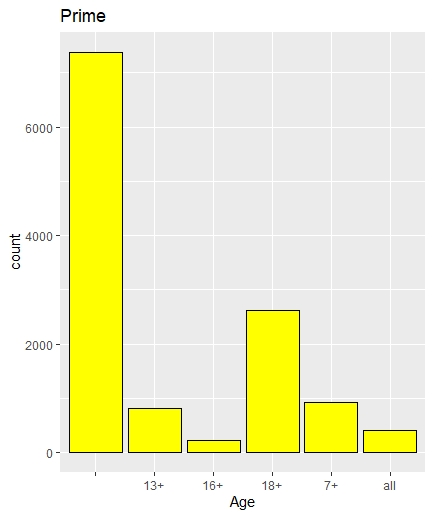 Prime
count
6000
4000
2000
0
13+ 16+ 18+ 7+ all
Age